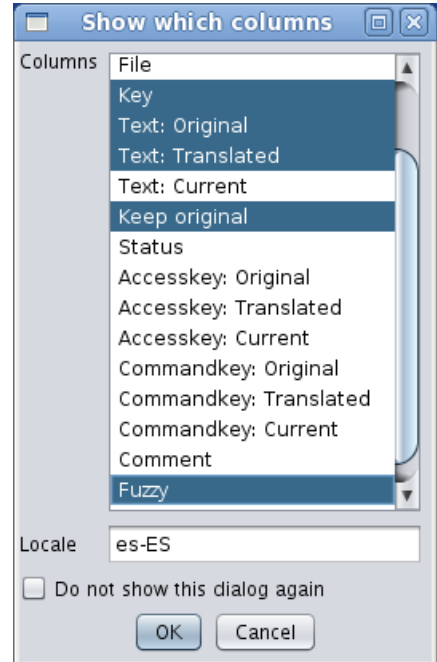 Show which columns
Columns
File
Key
Text: Original
Text: Translated
Text: Current
Keep original
Status
Accesskey: Original
Accesskey: Translated
Accesskey: Current
Commandkey: Original
Commandkey: Translated
Commandkey: Current
Comment
Fuzzy
Locale es-ES
Do not show this dialog again
OK Cancel